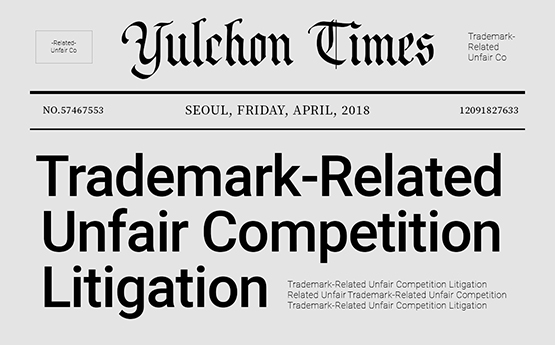 -Related-
Unfair Co
Yulchon Times
Trademark-
Related
Unfair Co
NO.57467553
SEOUL, FRIDAY, APRIL, 2018
12091827633
Trademark-Related
Unfair Competition
Litigation
Trademark-Related Unfair Competition Litigation
Related Unfair Trademark-Related Unfair Competition
Trademark-Related Unfair Competition Litigation